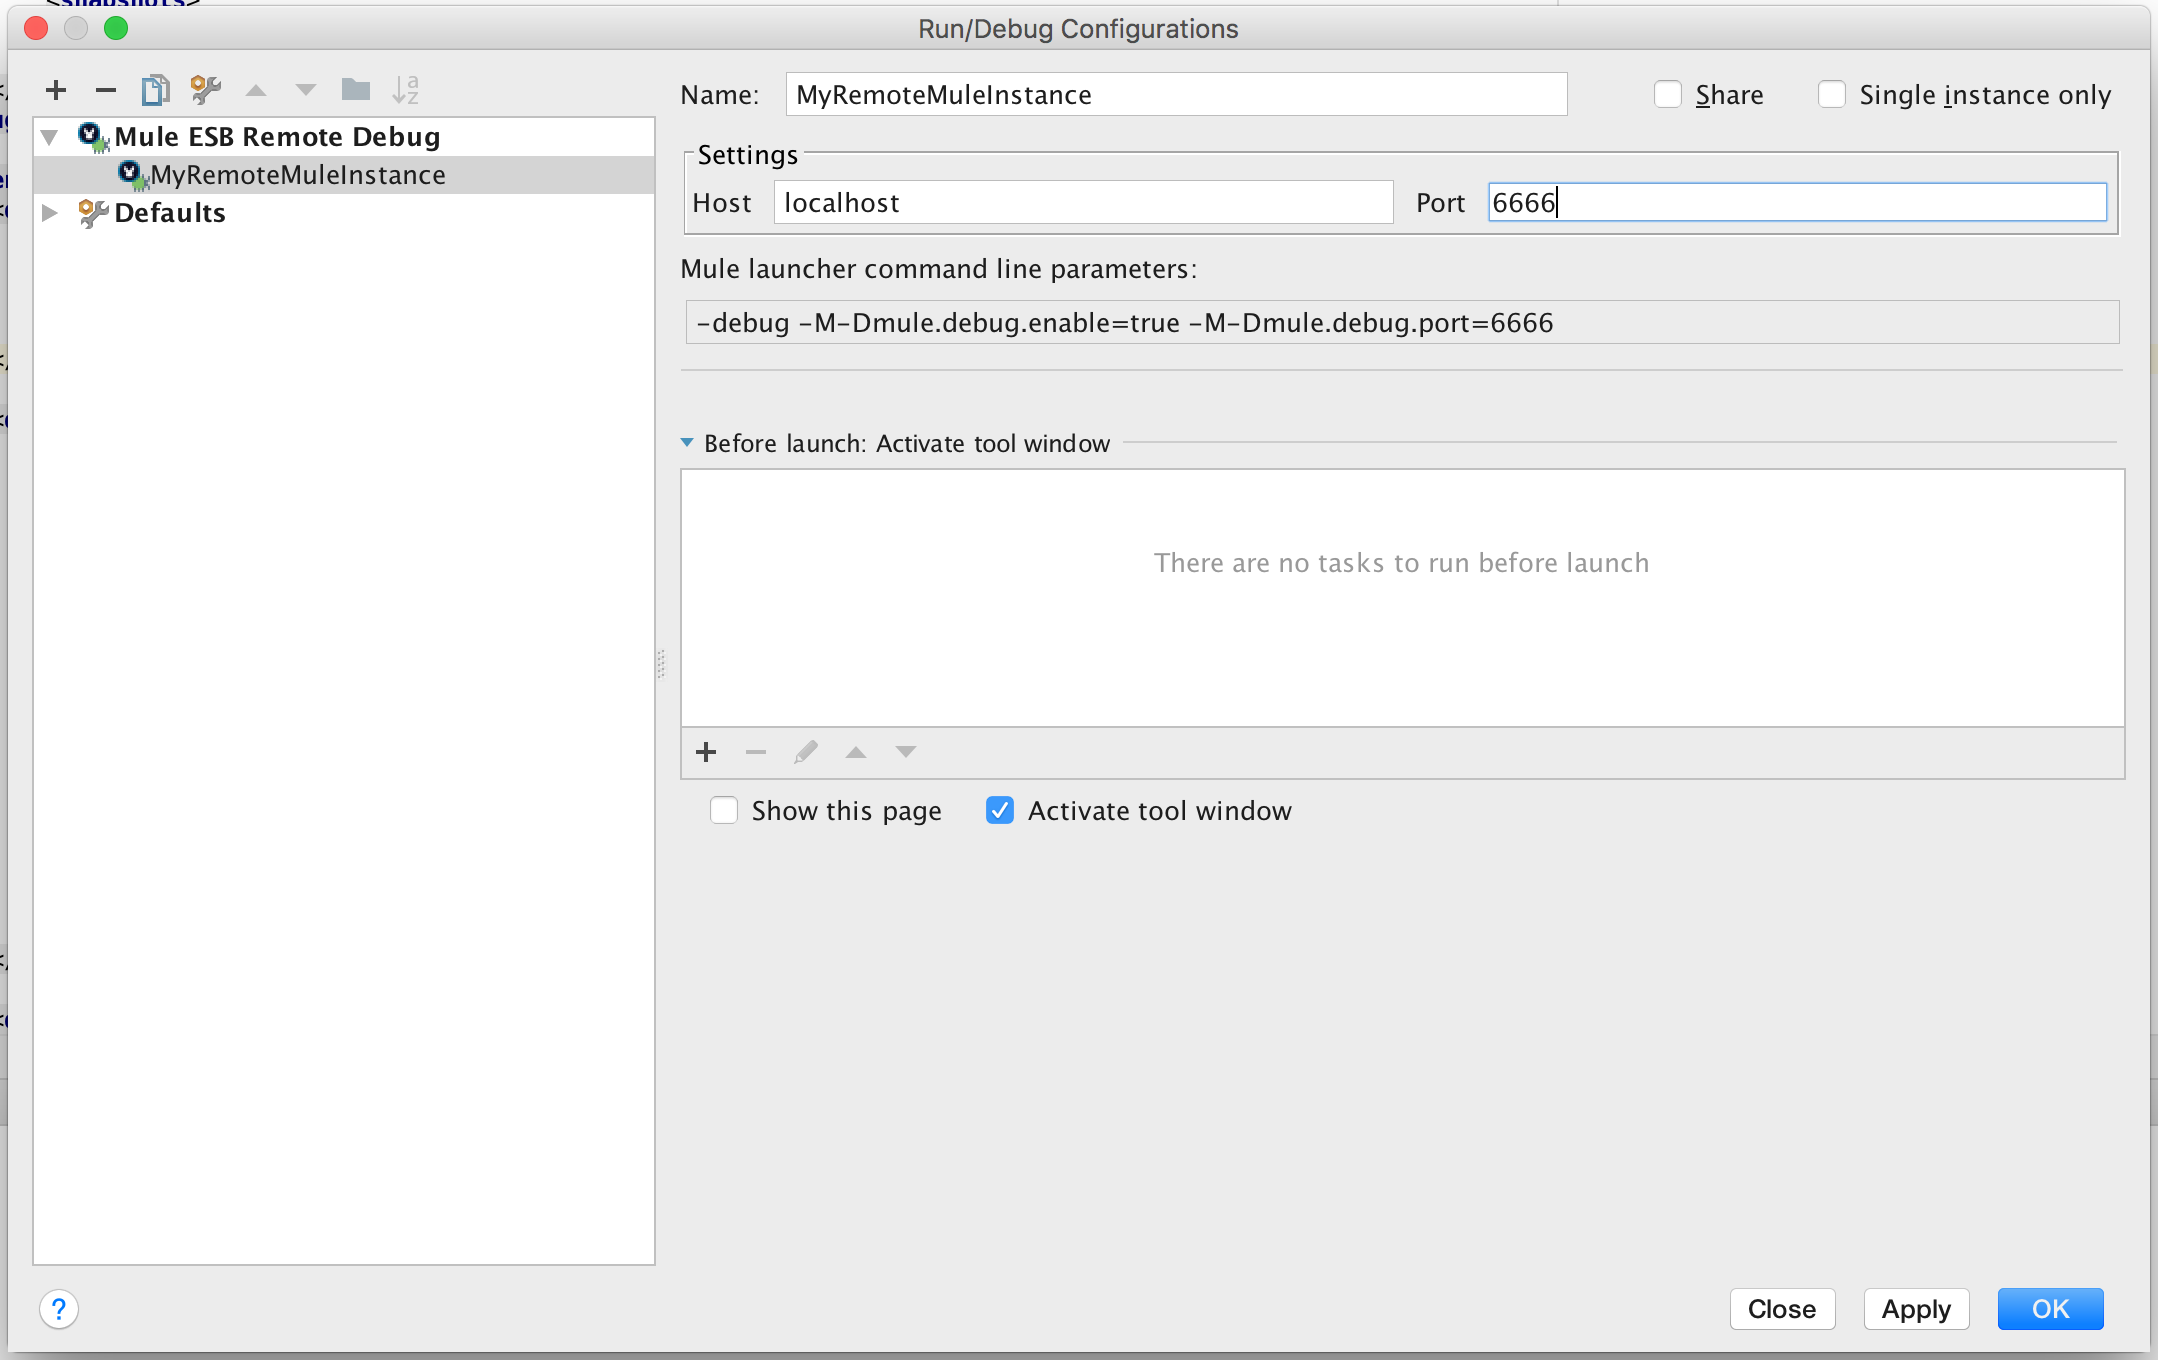 <snapshots>
Run/Debug Configurations
Name: MyRemoteMuleInstance Share Single instance only
Mule ESB Remote Debug
MyRemoteMuleInstance
Defaults
Settings
Host localhost Port 6666
Mule launcher command line parameters:
-debug -M-Dmule.debug.enable=true -M-Dmule.debug.port=6666
Before launch: Activate tool window
There are no tasks to run before launch
Show this page Activate tool window
? Close Apply OK